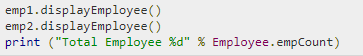 emp1.displayEmployee()
emp2.displayEmployee()
print ("Total Employee %d" % Employee.empCount)